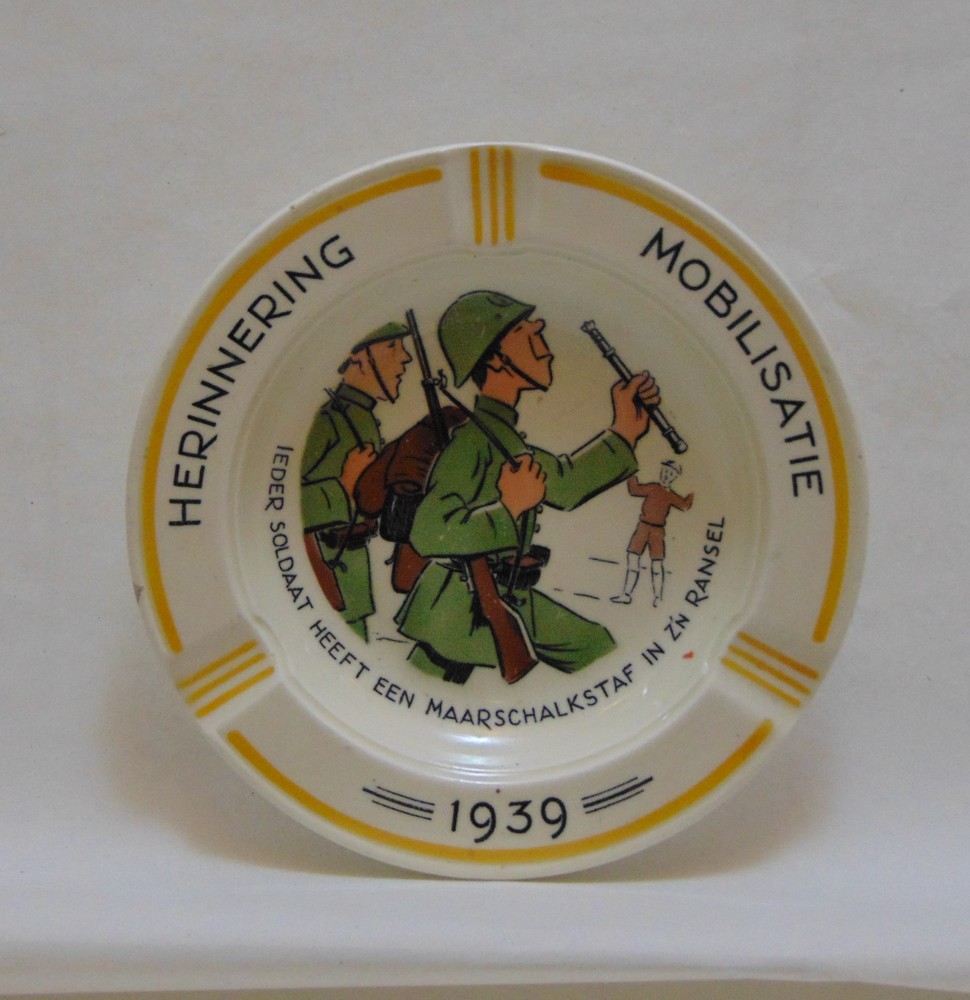 HERINNERING
MOBILISATIE
IEDER SOLDAAT HEEFT EEN MAARSCHALKSTAF IN Z'N RANSEL
1939